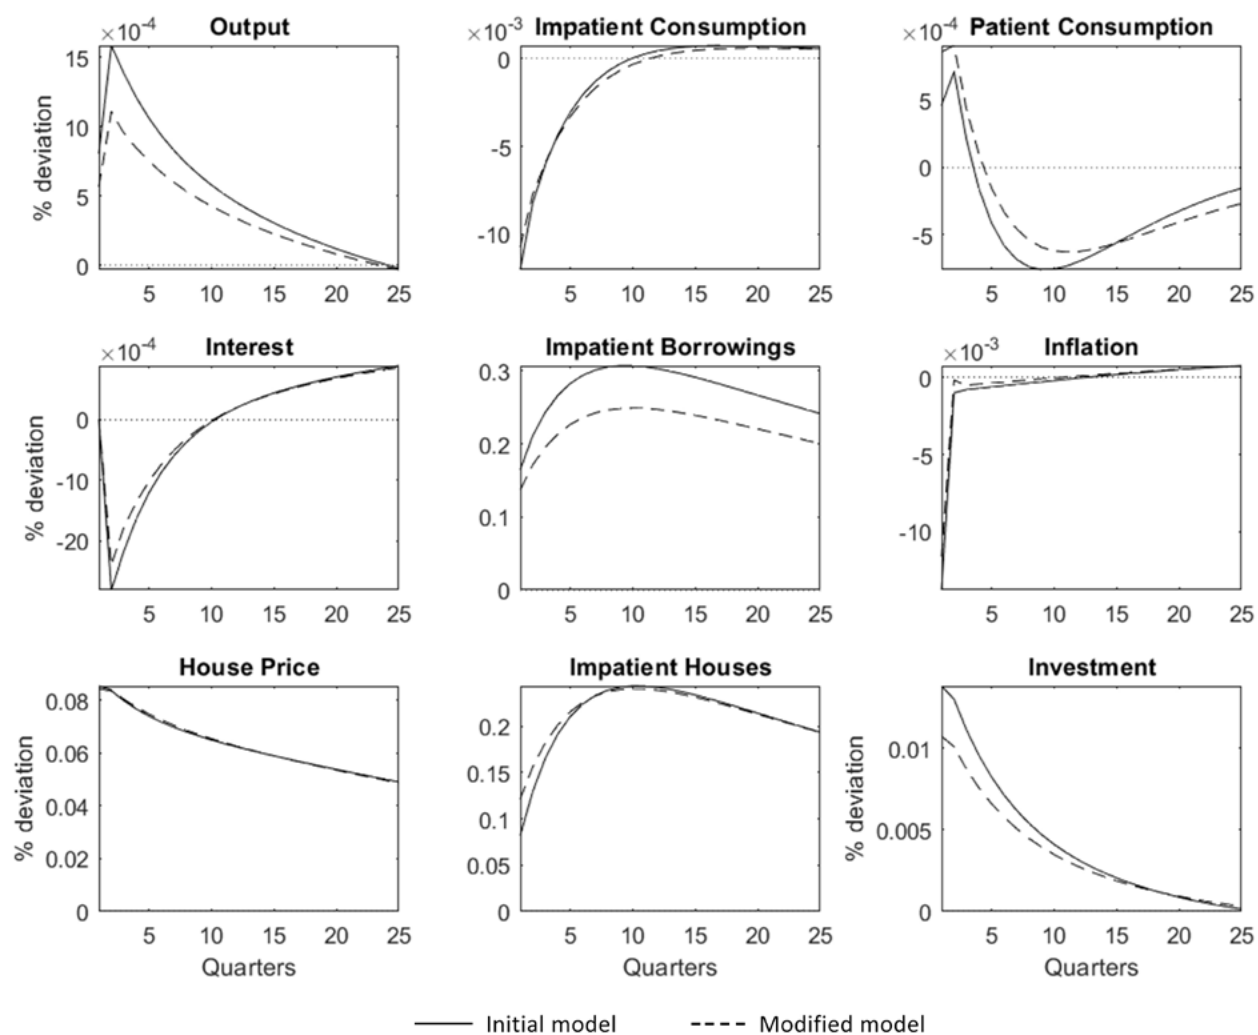 ×10⁻⁴ Output
15
10
5
0
% deviation
5 10 15 20 25
×10⁻³ Impatient Consumption
0
-5
-10
5 10 15 20 25
×10⁻⁴ Patient Consumption
5
0
-5
5 10 15 20 25
×10⁻⁴ Interest
0
-10
-20
% deviation
5 10 15 20 25
Impatient Borrowings
0.3
0.2
0.1
0
5 10 15 20 25
Inflation
×10⁻³
0
-5
-10
5 10 15 20 25
House Price
0.08
0.06
0.04
0.02
0
% deviation
5 10 15 20 25
Quarters
Impatient Houses
0.2
0.15
0.1
0.05
0
5 10 15 20 25
Quarters
Investment
0.01
0.005
0
% deviation
5 10 15 20 25
Quarters
Initial model Modified model